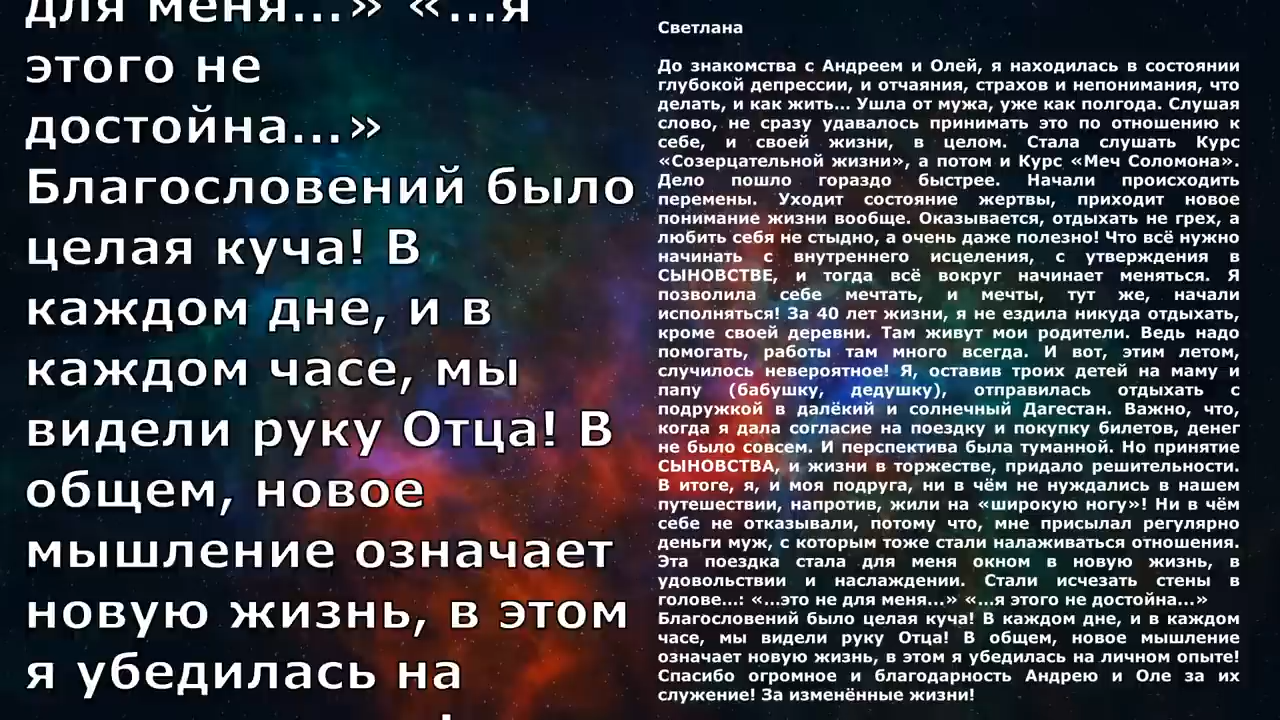 для меня...» «...я
этого не
достойна...»
Благословений было
целая куча! В
каждом дне, и в
каждом часе, мы
видели руку Отца! В
общем, новое
мышление означает
новую жизнь, в этом
я убедилась на
Светлана
До знакомства с Андреем и Олей, я находилась в состоянии
глубокой депрессии, и отчаяния, страхов и непонимания, что
делать, и как жить... Ушла от мужа, уже как полгода. Слушая
слово, не сразу удавалось принимать это по отношению к
себе, и своей жизни, в целом. Стала слушать Курс
«Созерцательной жизни», а потом и Курс «Меч Соломона».
Дело пошло гораздо быстрее. Начали происходить
перемены. Уходит состояние жертвы, приходит новое
понимание жизни вообще. Оказывается, отдыхать не грех, а
любить себя не стыдно, а очень даже полезно! Что всё нужно
начинать с внутреннего исцеления, с утверждения в
СЫНОВСТВЕ, и тогда всё вокруг начинает меняться. Я
позволила себе мечтать, и мечты, тут же, начали
исполняться! За 40 лет жизни, я не ездила никуда отдыхать,
кроме своей деревни. Там живут мои родители. Ведь надо
помогать, работы там много всегда. И вот, этим летом,
случилось невероятное! Я, оставив троих детей на маму и
папу (бабушку, дедушку), отправилась отдыхать с
подружкой в далёкий и солнечный Дагестан. Важно, что,
когда я дала согласие на поездку и покупку билетов, денег
не было совсем. И перспектива была туманной. Но принятие
СЫНОВСТВА, и жизни в торжестве, придало решительности.
В итоге, я, и моя подруга, ни в чём не нуждались в нашем
путешествии, напротив, жили на «широкую ногу»! Ни в чём
себе не отказывали, потому что, мне присылал регулярно
деньги муж, с которым тоже стали налаживаться отношения.
Эта поездка стала для меня окном в новую жизнь, в
удовольствии и наслаждении. Стали исчезать стены в
голове...: «...это не для меня...» «...я этого не достойна...»
Благословений было целая куча! В каждом дне, и в каждом
часе, мы видели руку Отца! В общем, новое мышление
означает новую жизнь, в этом я убедилась на личном опыте!
Спасибо огромное и благодарность Андрею и Оле за их
служение! За изменённые жизни!